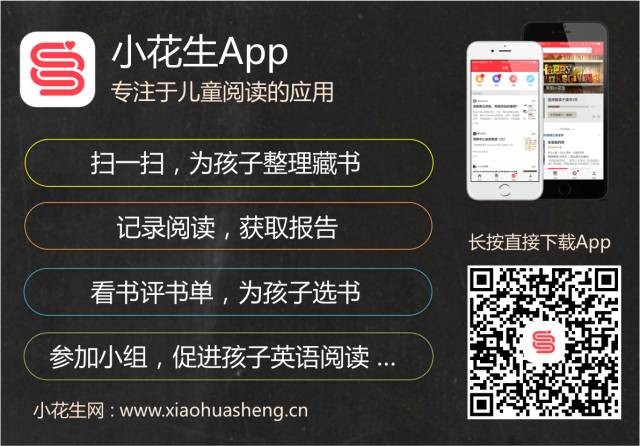 小花生App
专注于儿童阅读的应用
扫一扫，为孩子整理藏书
记录阅读，获取报告
看书评书单，为孩子选书
参加小组，促进孩子英语阅读 ...
小花生网：www.xiaohuasheng.cn
长按直接下载App